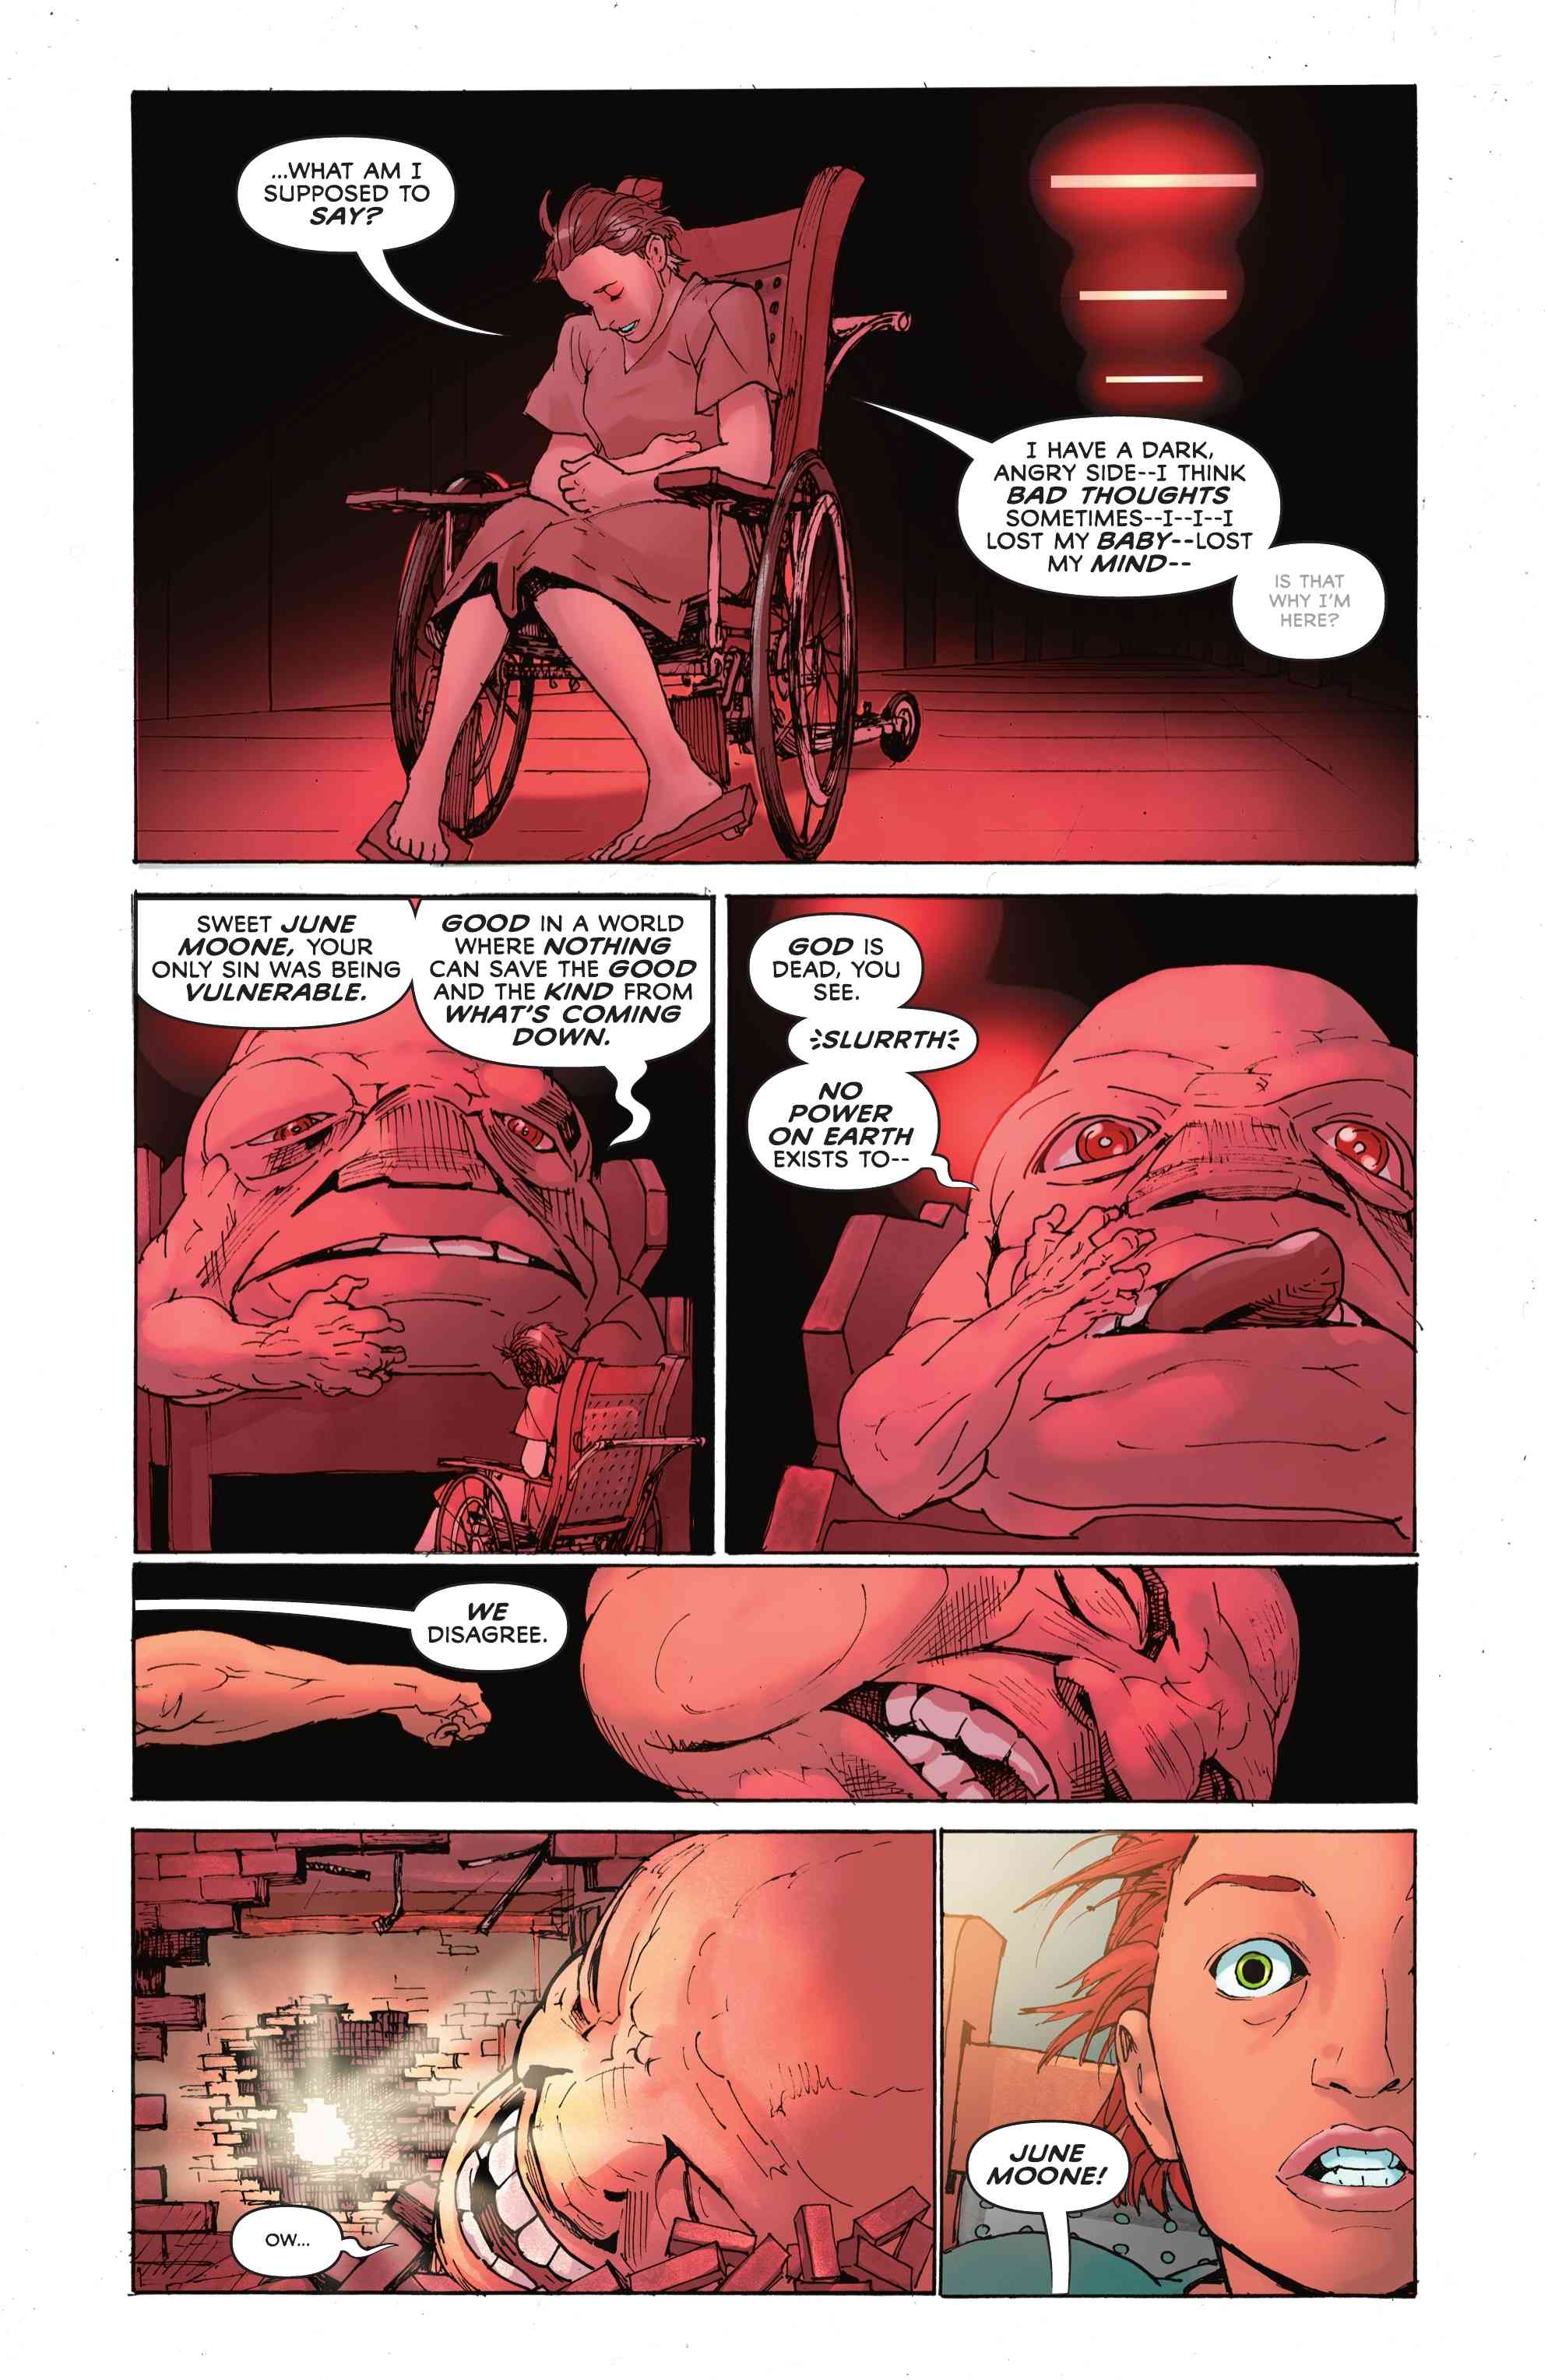 ...WHAT AM I
SUPPOSED TO
SAY?
I HAVE A DARK,
ANGRY SIDE--I THINK
BAD THOUGHTS
SOMETIMES--I--I--I
LOST MY BABY--LOST
MY MIND--
IS THAT
WHY I'M
HERE?
SWEET JUNE
MOONE, YOUR
ONLY SIN WAS BEING
VULNERABLE.
GOOD IN A WORLD
WHERE NOTHING
CAN SAVE THE GOOD
AND THE KIND FROM
WHAT'S COMING
DOWN.
GOD IS
DEAD, YOU
SEE.
SLURRTH
NO
POWER
ON EARTH
EXISTS TO--
WE
DISAGREE.
OW...
JUNE
MOONE!